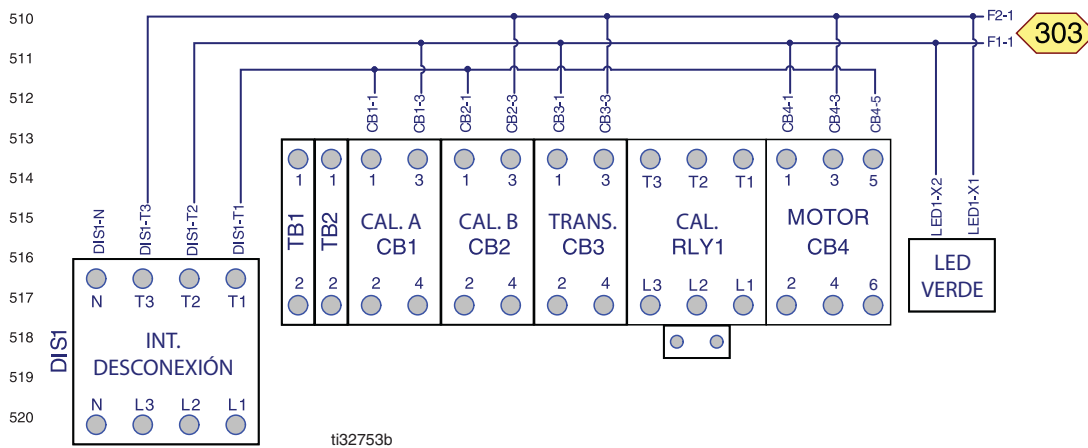 510
F2-1
303
F1-1
511
512
CB1-1 CB1-3 CB2-1 CB2-3 CB3-1 CB3-3 CB4-1 CB4-3 CB4-5
513
1 1 1 3 1 3 1 3 T3 T2 T1 1 3 5
514
DIS1-N DIS1-T3 DIS1-T2 DIS1-T1
LED1-X2 LED1-X1
515
TB1 TB2
CAL. A
CB1
CAL. B
CB2
TRANS.
CB3
CAL.
RLY1
MOTOR
CB4
516
LED
VERDE
2 2 2 4 2 4 2 4 L3 L2 L1 2 4 6
517
N T3 T2 T1
518
DIS1
INT.
DESCONEXIÓN
519
N L3 L2 L1
520
ti32753b